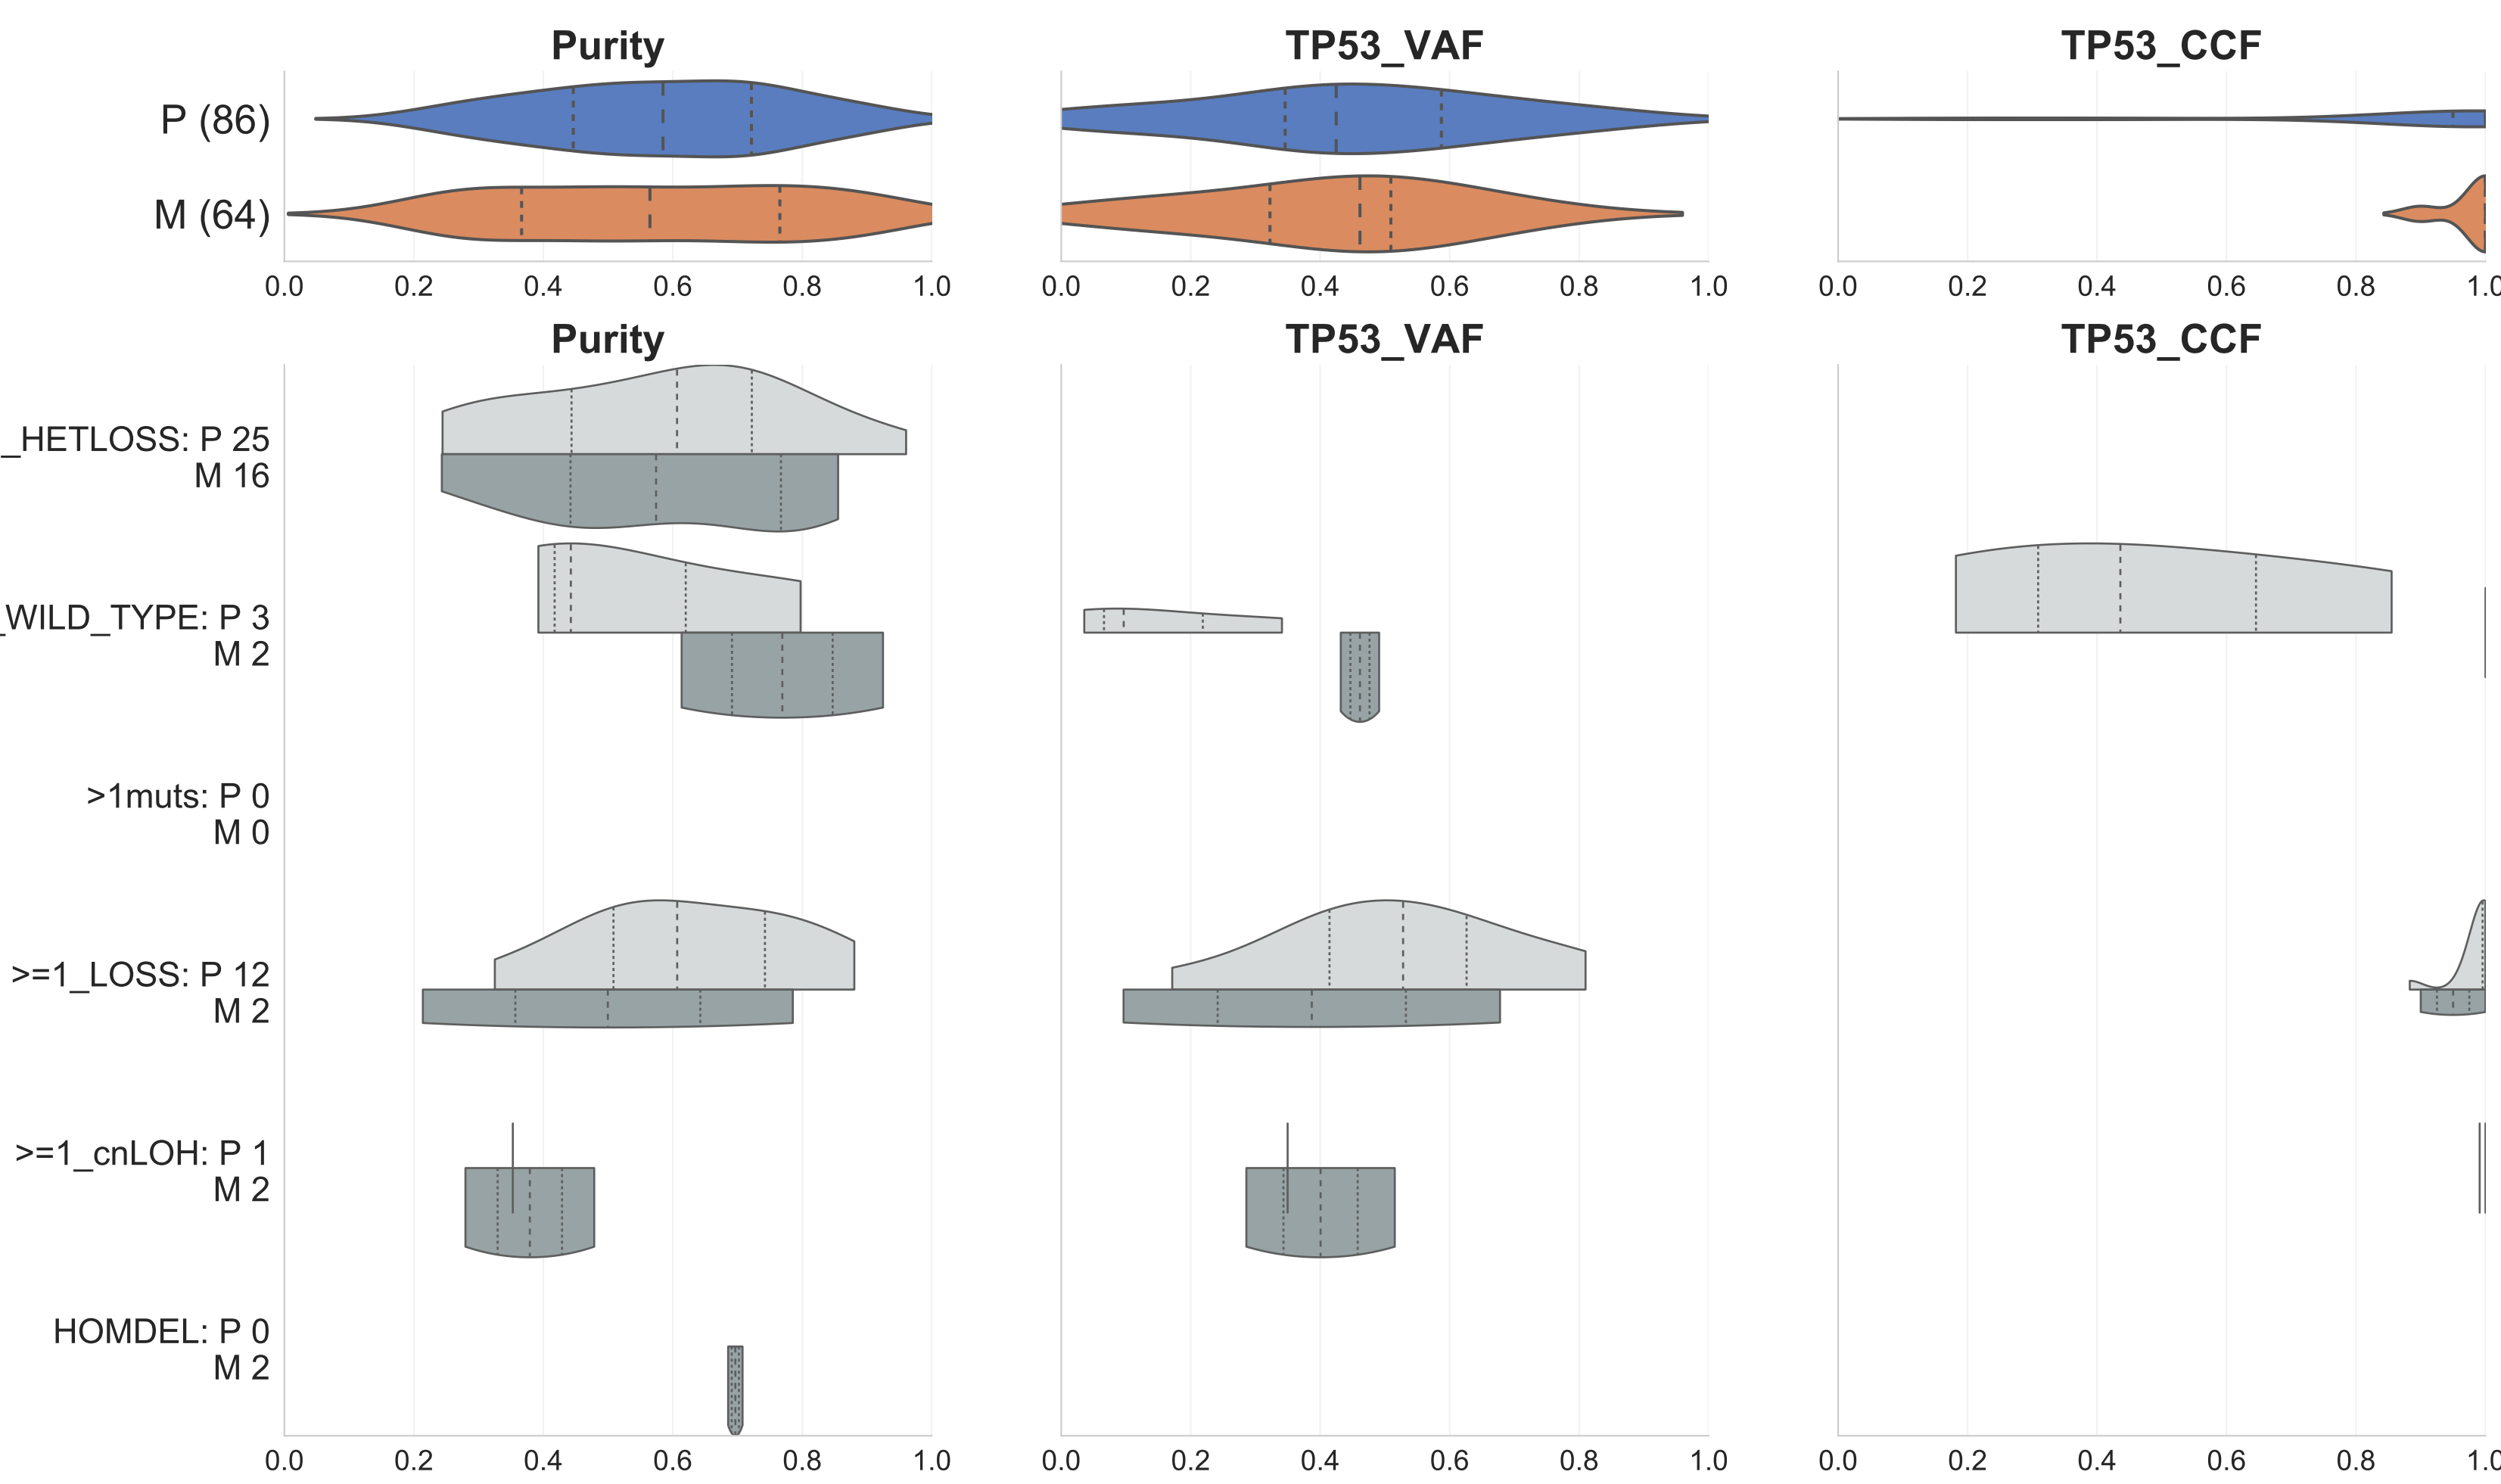 Purity TP53_VAF TP53_CCF
P (86)
M (64)
0.0 0.2 0.4 0.6 0.8 1.0 0.0 0.2 0.4 0.6 0.8 1.0 0.0 0.2 0.4 0.6 0.8 1.0
Purity TP53_VAF TP53_CCF
_HETLOSS: P 25
M 16
_WILD_TYPE: P 3
M 2
>1muts: P 0
M 0
>=1_LOSS: P 12
M 2
>=1_cnLOH: P 1
M 2
HOMDEL: P 0
M 2
0.0 0.2 0.4 0.6 0.8 1.0 0.0 0.2 0.4 0.6 0.8 1.0 0.0 0.2 0.4 0.6 0.8 1.0